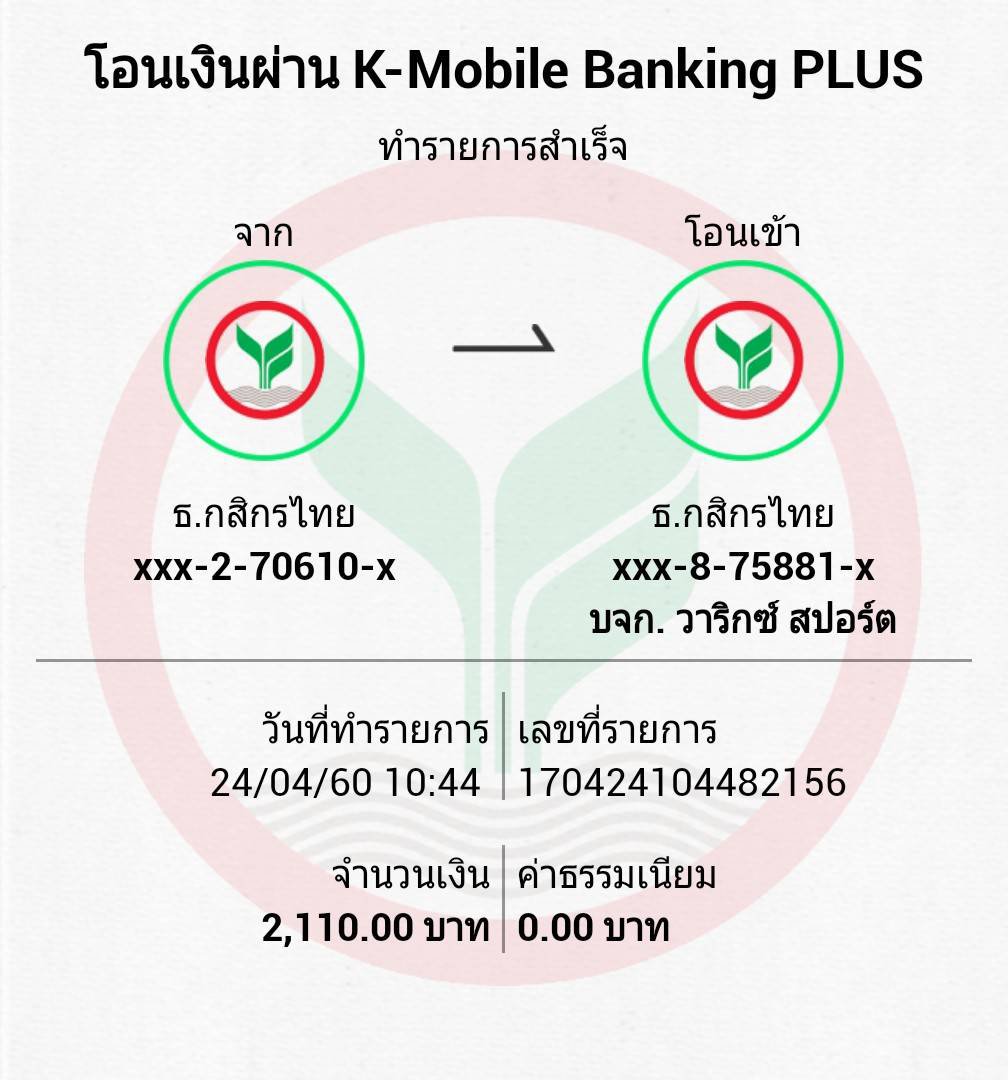 โอนเงินผ่าน K-Mobile Banking PLUS
ทำรายการสำเร็จ
จาก
โอนเข้า
ธ.กสิกรไทย
xxx-2-70610-x
ธ.กสิกรไทย
xxx-8-75881-x
บจก. วาริกซ์ สปอร์ต
วันที่ทำรายการ
24/04/60 10:44
เลขที่รายการ
170424104482156
จำนวนเงิน
2,110.00 บาท
ค่าธรรมเนียม
0.00 บาท